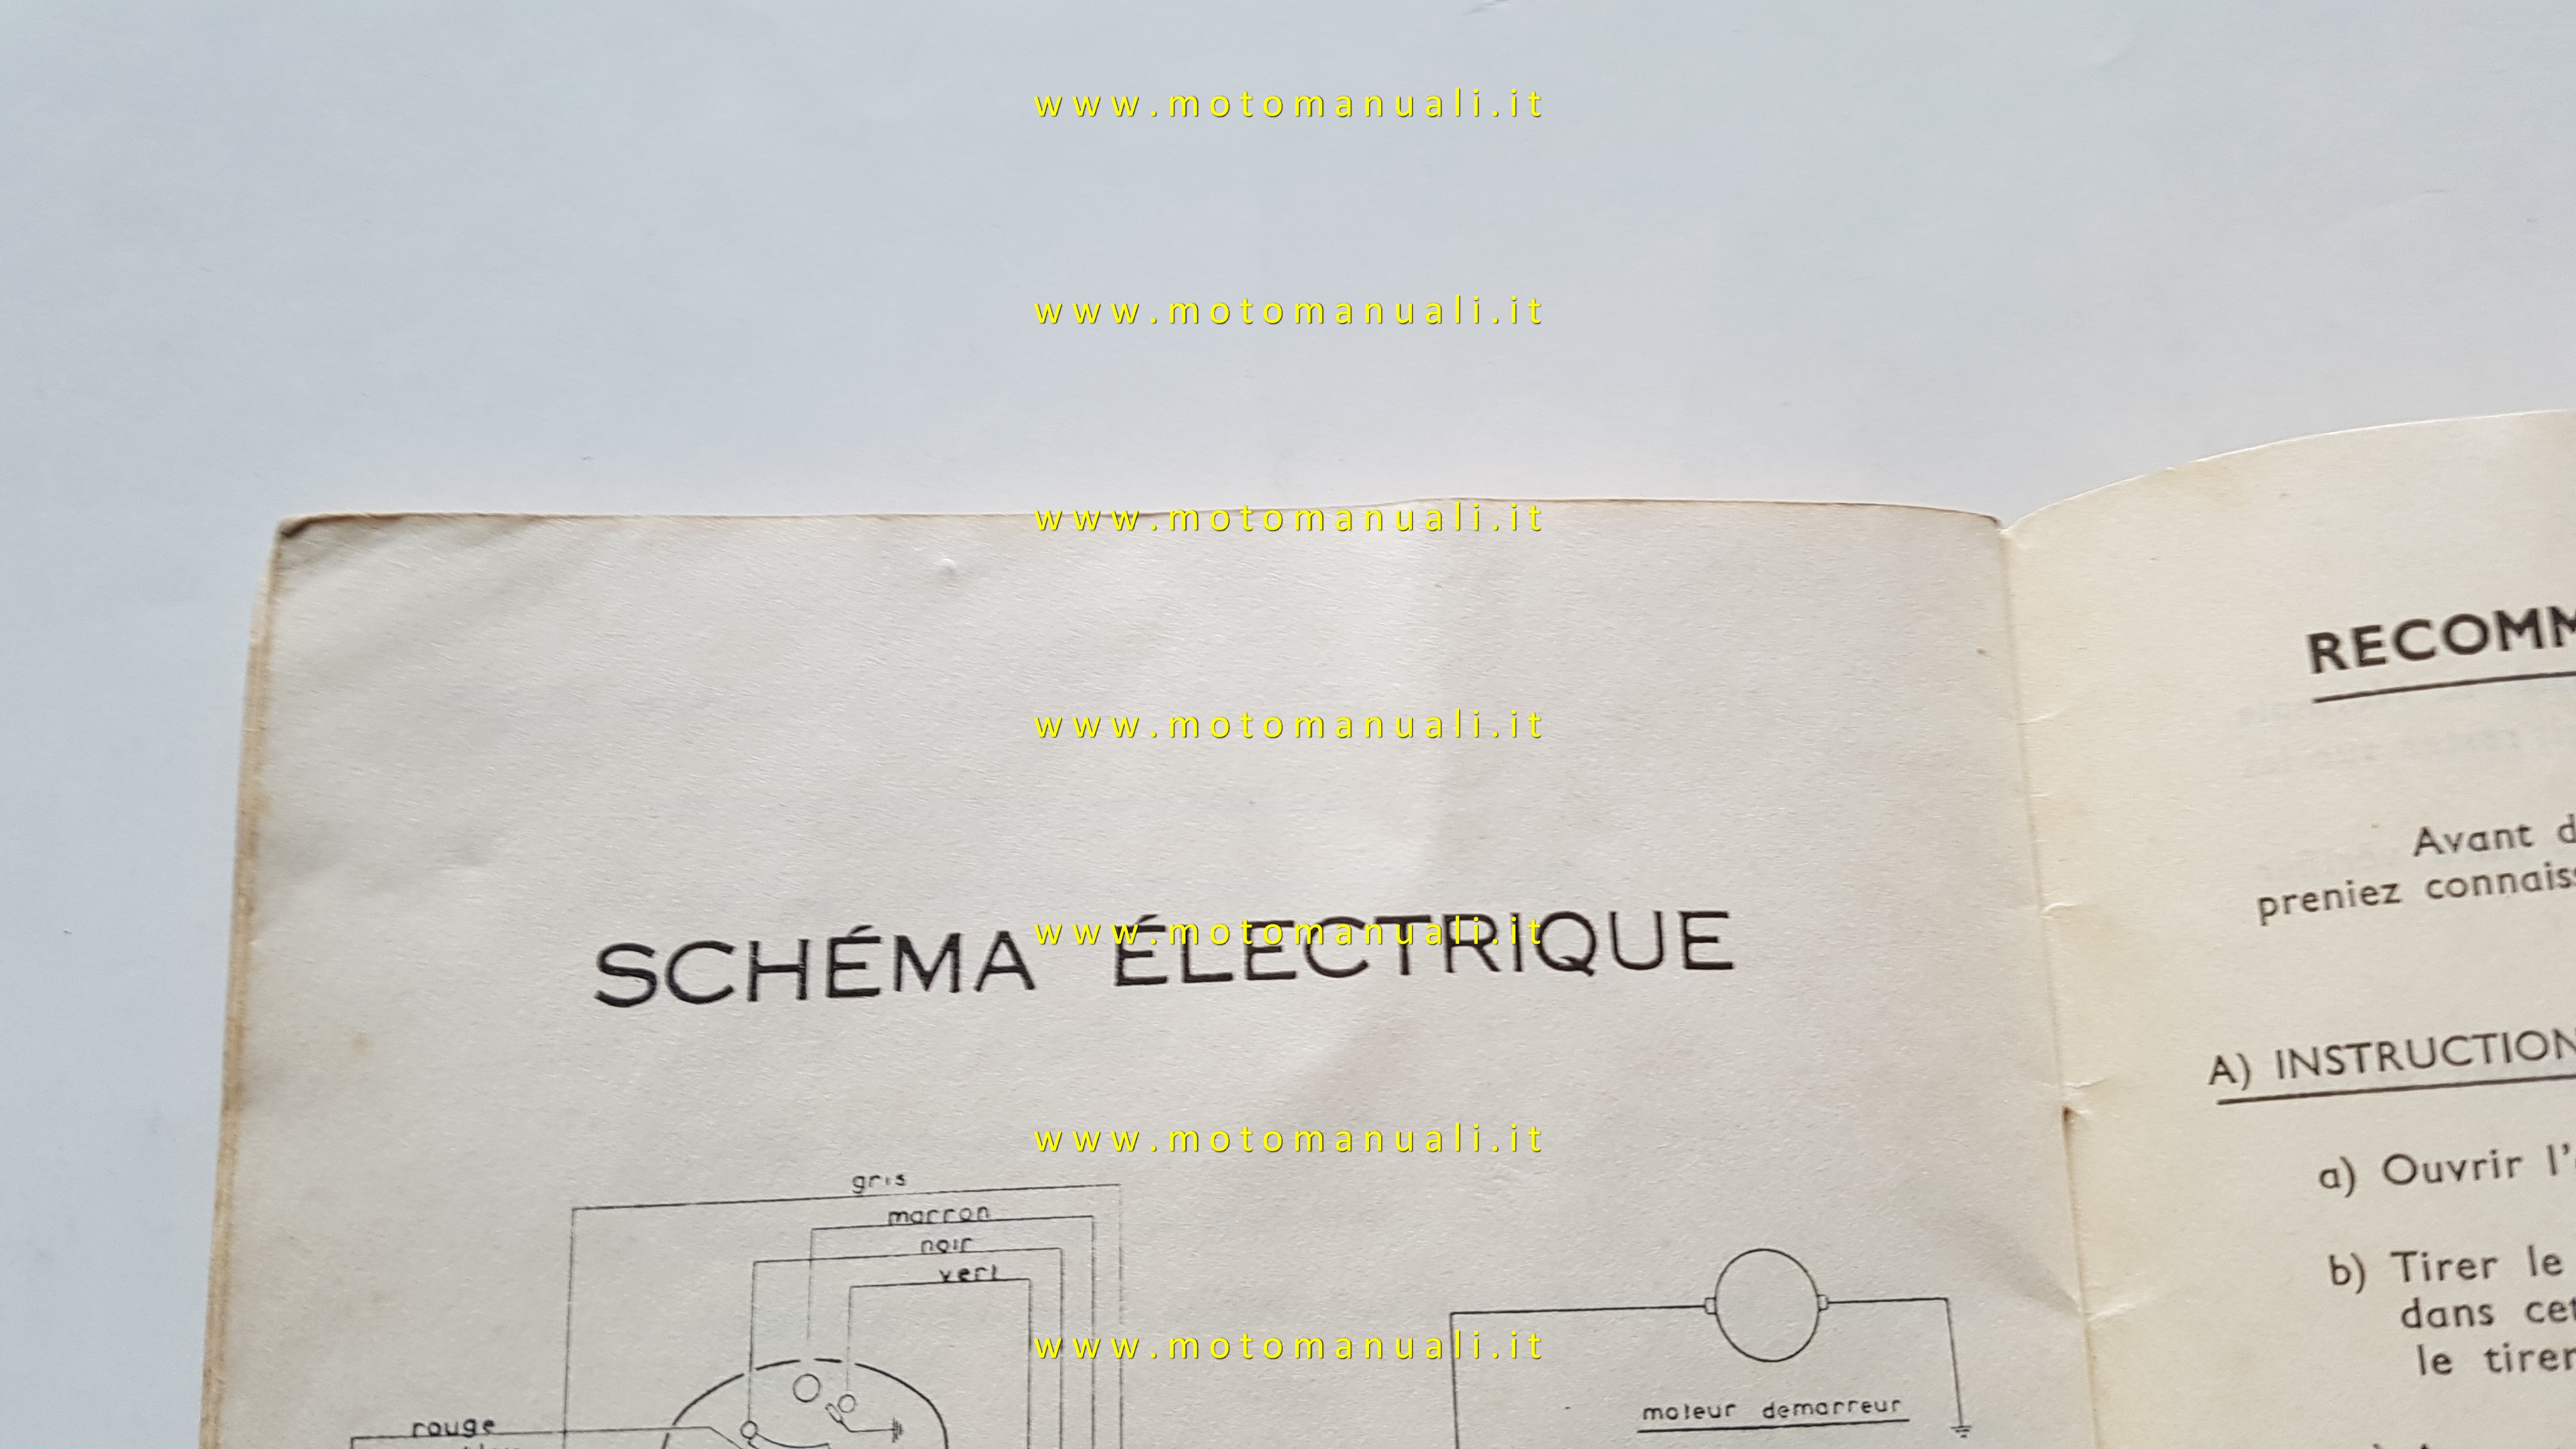 www.motomanuali.it
www.motomanuali.it
www.motomanuali.it
www.motomanuali.it
www.motomanuali.it
www.motomanuali.it
www.motomanuali.it
SCHÉMA ÉLECTRIQUE
gris
marron
noir
vert
rouge
moteur demarreur
RECOMM
Avant d
preniez connaiss
A) INSTRUCTION
a) Ouvrir l'
b) Tirer le
dans cet
le tirer